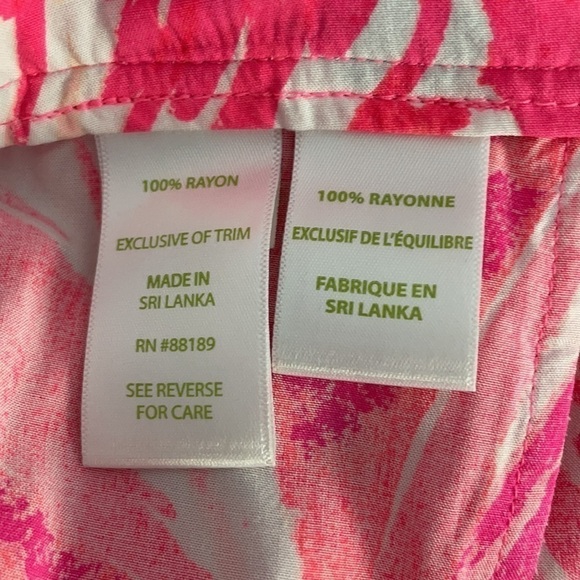 100% RAYON
EXCLUSIVE OF TRIM
MADE IN
SRI LANKA
RN #88189
SEE REVERSE
FOR CARE
100% RAYONNE
EXCLUSIF DE L'ÉQUILIBRE
FABRIQUE EN
SRI LANKA